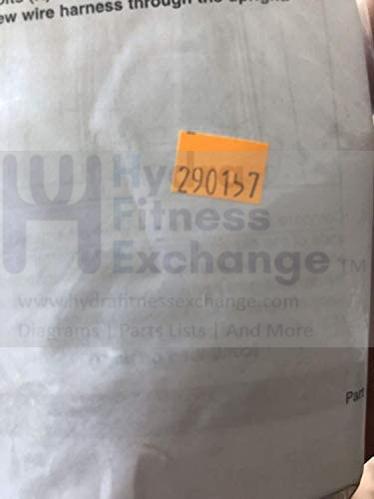 ew wire harness through the upright
290157
Hydra
Fitness
Exchange ™
www.hydrafitnessexchange.com
Diagrams | Parts Lists | And More
Part